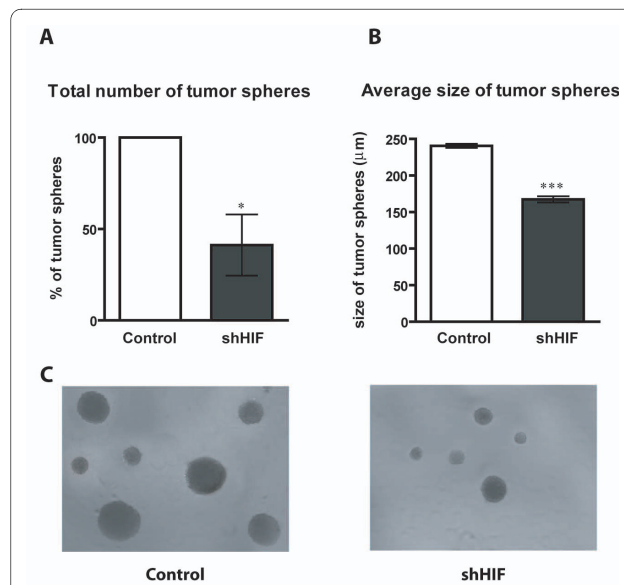 A
B
Total number of tumor spheres
Average size of tumor spheres
% of tumor spheres
100
50
0
*
Control
shHIF
size of tumor spheres (μm)
250
200
150
100
50
0
***
Control
shHIF
C
Control
shHIF